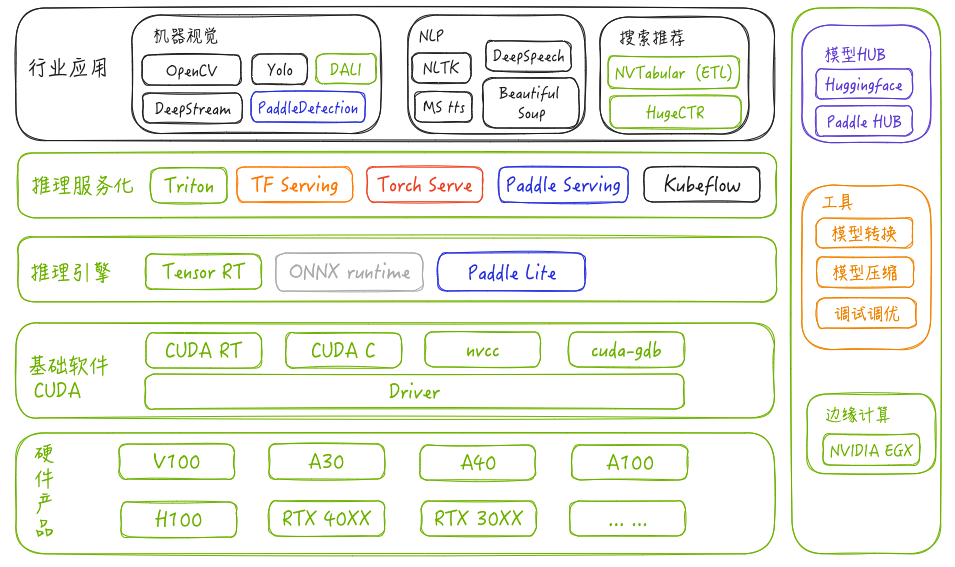 行业应用
机器视觉
OpenCV
Yolo
DALI
DeepStream
PaddleDetection
NLP
NLTK
DeepSpeech
MS tts
Beautiful
Soup
搜索推荐
NVTabular (ETL)
HugeCTR
推理服务化
Triton
TF Serving
Torch Serve
Paddle Serving
Kubeflow
推理引擎
Tensor RT
ONNX runtime
Paddle Lite
基础软件
CUDA
CUDA RT
CUDA C
nvcc
cuda-gdb
Driver
硬件产品
V100
A30
A40
A100
H100
RTX 40XX
RTX 30XX
... ...
模型HUB
Huggingface
Paddle HUB
工具
模型转换
模型压缩
调试调优
边缘计算
NVIDIA EGX